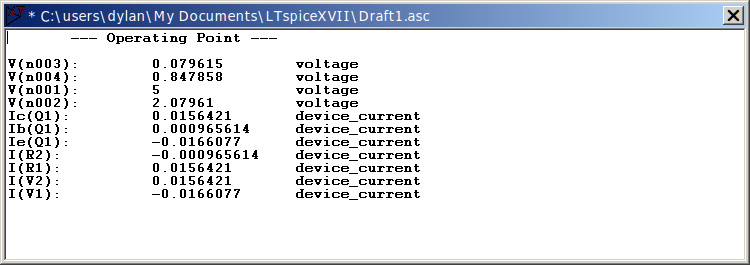 * C:\users\dylan\My Documents\LTspiceXVII\Draft1.asc
--- Operating Point ---
V(n003): 0.079615 voltage
V(n004): 0.847858 voltage
V(n001): 5 voltage
V(n002): 2.07961 voltage
Ic(Q1): 0.0156421 device_current
Ib(Q1): 0.000965614 device_current
Ie(Q1): -0.0166077 device_current
I(R2): -0.000965614 device_current
I(R1): 0.0156421 device_current
I(V2): 0.0156421 device_current
I(V1): -0.0166077 device_current